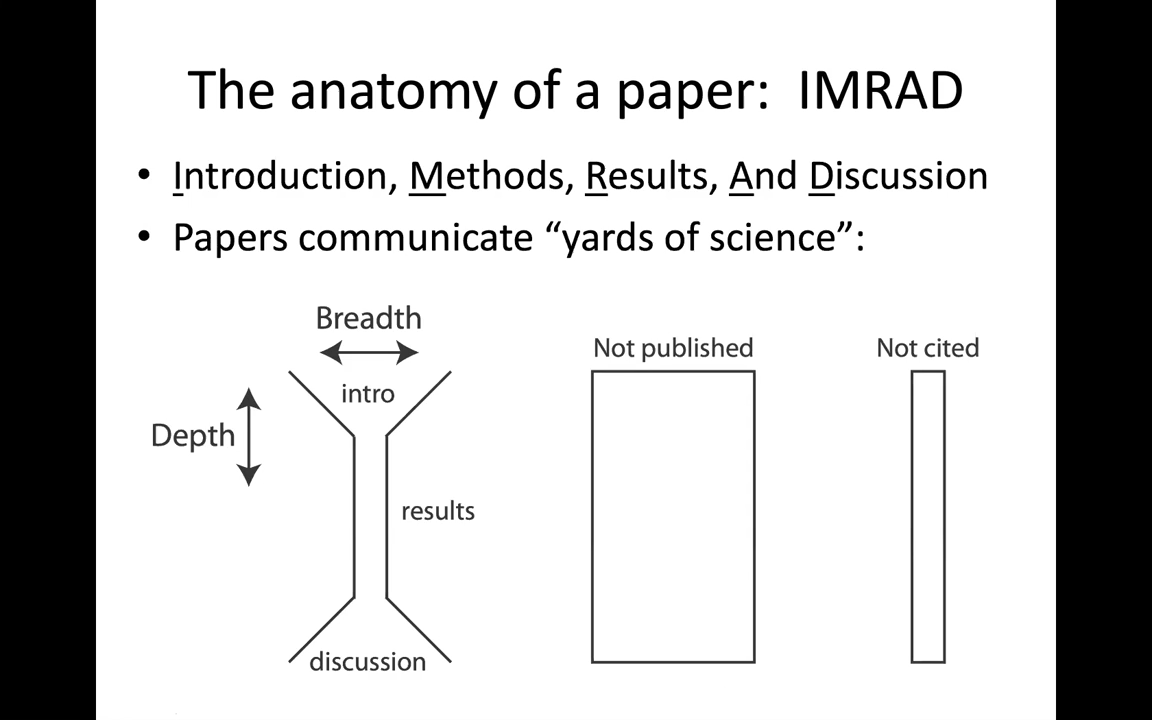 The anatomy of a paper: IMRAD
• Introduction, Methods, Results, And Discussion
• Papers communicate “yards of science”:
Breadth
intro
Depth
results
discussion
Not published
Not cited